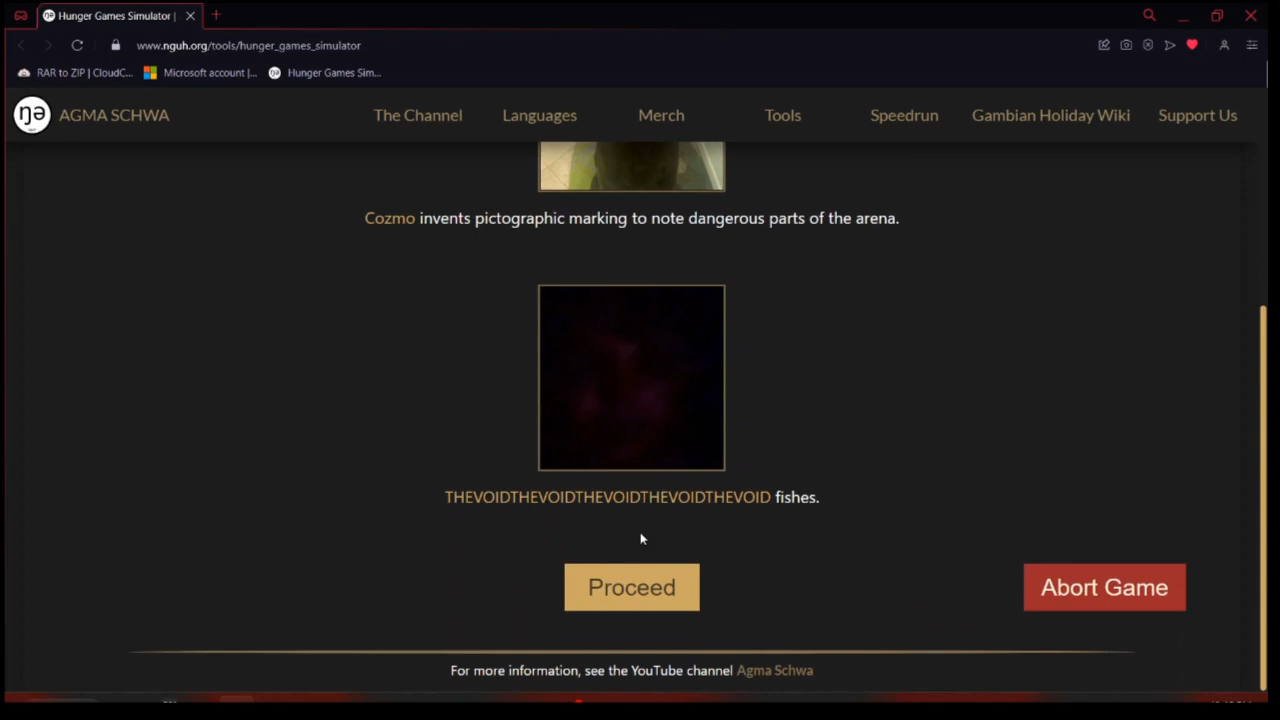 Hunger Games Simulator |
www.nguh.org/tools/hunger_games_simulator
RAR to ZIP | CloudC... Microsoft account |... Hunger Games Sim...
ŋə AGMA SCHWA The Channel Languages Merch Tools Speedrun Gambian Holiday Wiki Support Us
Cozmo invents pictographic marking to note dangerous parts of the arena.
THEVOIDTHEVOIDTHEVOIDTHEVOIDTHEVOID fishes.
Proceed Abort Game
For more information, see the YouTube channel Agma Schwa